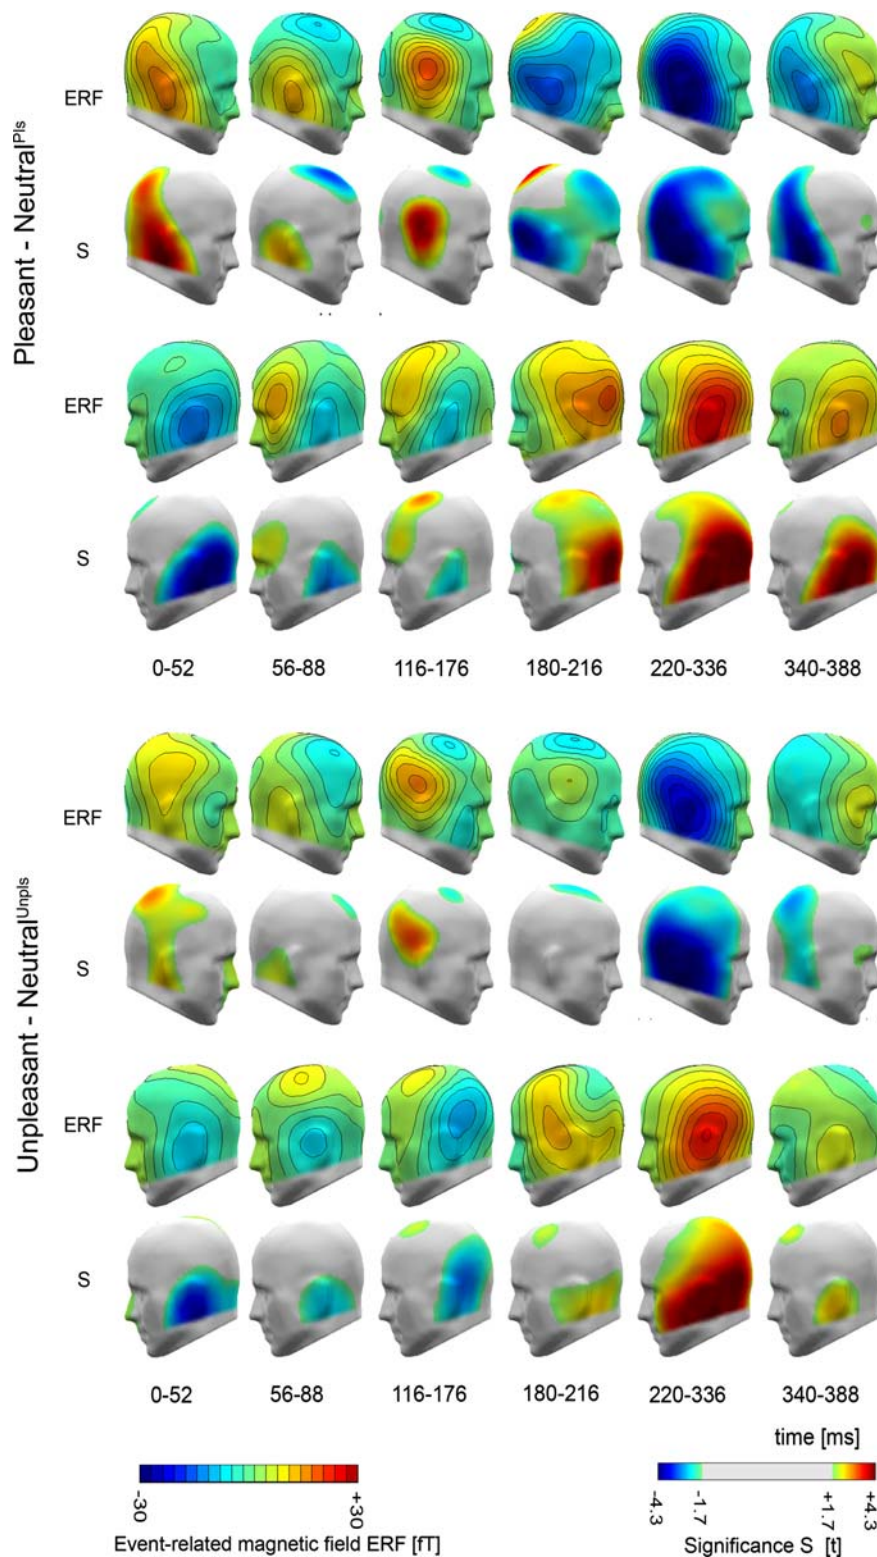 Pleasant - Neutral^Pls
ERF
S
ERF
S
0-52 56-88 116-176 180-216 220-336 340-388
Unpleasant - Neutral^Unpls
ERF
S
ERF
S
0-52 56-88 116-176 180-216 220-336 340-388
time [ms]
-30 +30
Event-related magnetic field ERF [fT]
-4.3 -1.7 +1.7 +4.3
Significance S [t]